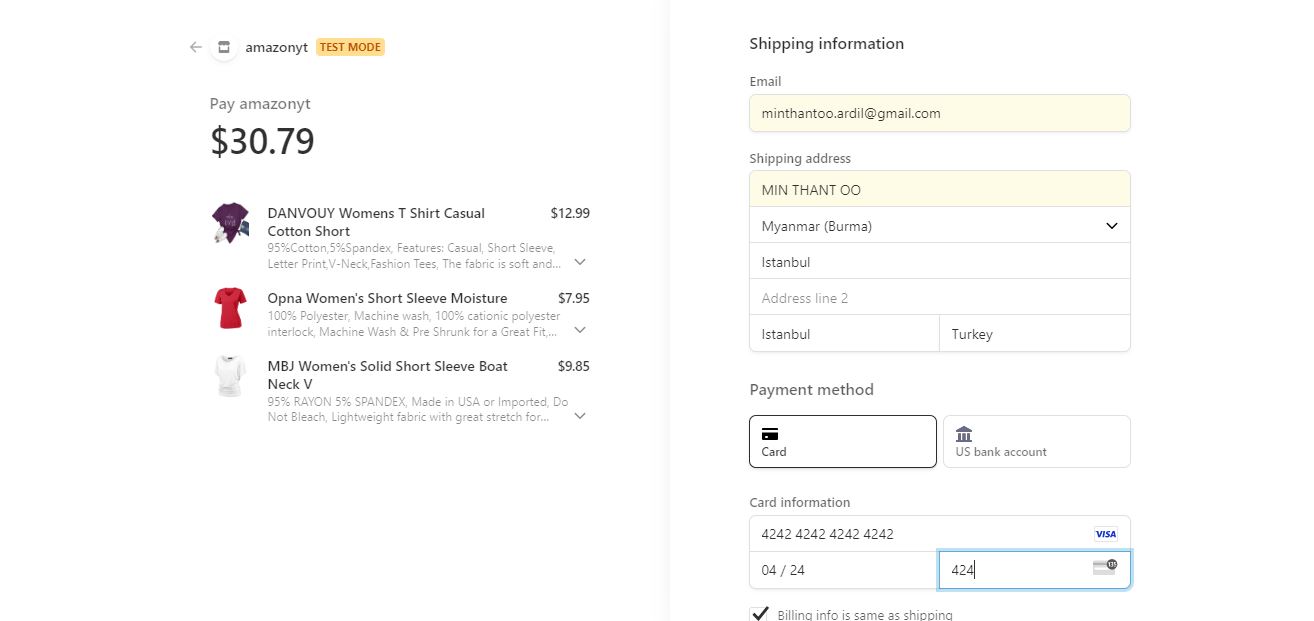 amazonyt TEST MODE
Pay amazonyt
$30.79
DANVOUY Womens T Shirt Casual $12.99
Cotton Short
95%Cotton,5%Spandex, Features: Casual, Short Sleeve,
Letter Print,V-Neck,Fashion Tees, The fabric is soft and...
Opna Women's Short Sleeve Moisture $7.95
100% Polyester, Machine wash, 100% cationic polyester
interlock, Machine Wash & Pre Shrunk for a Great Fit,...
MBJ Women's Solid Short Sleeve Boat $9.85
Neck V
95% RAYON 5% SPANDEX, Made in USA or Imported, Do
Not Bleach, Lightweight fabric with great stretch for...
Shipping information
Email
minthantoo.ardil@gmail.com
Shipping address
MIN THANT OO
Myanmar (Burma)
Istanbul
Address line 2
Istanbul Turkey
Payment method
Card US bank account
Card information
4242 4242 4242 4242 VISA
04 / 24 424
Billing info is same as shipping